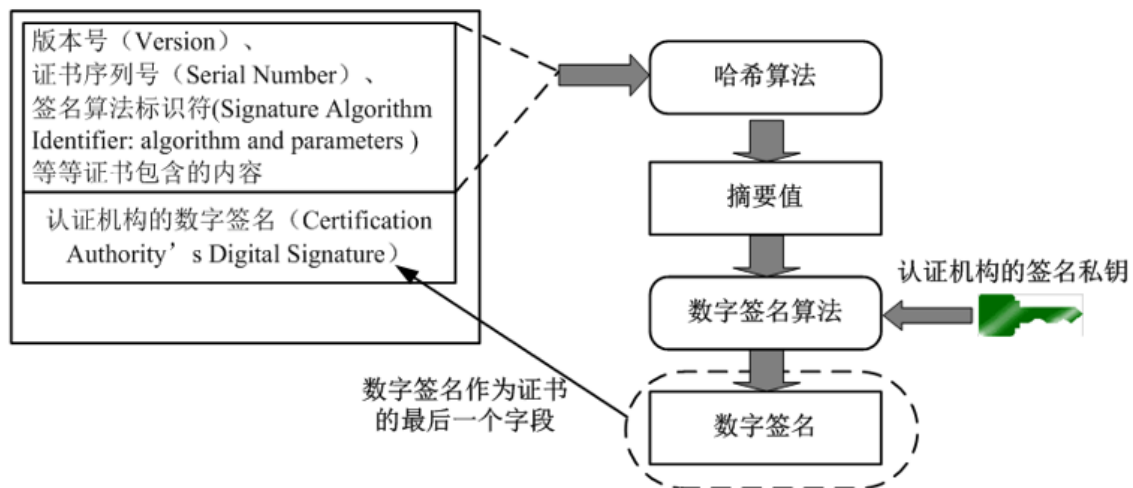 版本号（Version）、
证书序列号（Serial Number）、
签名算法标识符(Signature Algorithm
Identifier: algorithm and parameters )
等等证书包含的内容
认证机构的数字签名（Certification
Authority’s Digital Signature）
哈希算法
摘要值
认证机构的签名私钥
数字签名算法
数字签名作为证书
的最后一个字段
数字签名